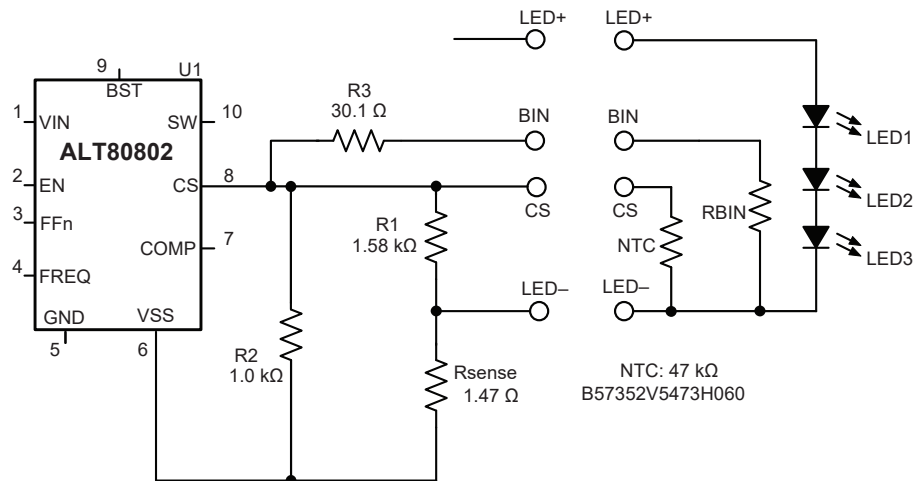 LED+
LED+
9
U1
BST
R3
30.1 Ω
BIN
BIN
1
VIN
SW
10
LED1
ALT80802
2
EN
CS
8
CS
CS
RBIN
LED2
3
FFn
R1
1.58 kΩ
NTC
COMP
7
LED3
4
FREQ
LED–
LED–
GND
VSS
5
6
R2
1.0 kΩ
Rsense
1.47 Ω
NTC: 47 kΩ
B57352V5473H060